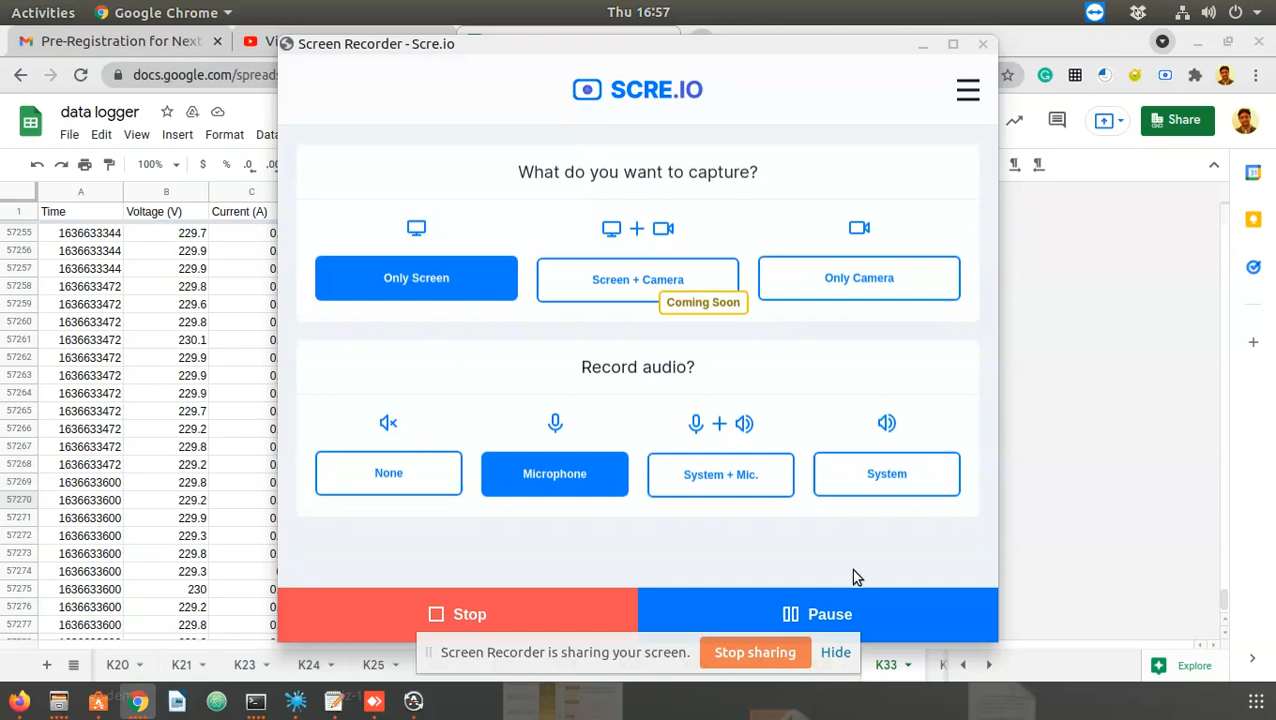 Activities Google Chrome Thu 16:57
Pre-Registration for Next Screen Recorder - Scre.io
docs.google.com/spreads
SCRE.IO
data logger
File Edit View Insert Format Share
100% $ %
What do you want to capture?
A B C
1 Time Voltage (V) Current (A)
57255 1636633344 229.7
57256 1636633344 229.9
57257 1636633344 229.9
57258 1636633472 229.8
57259 1636633472 229.6
57260 1636633472 229.8
57261 1636633472 230.1
57262 1636633472 229.9
57263 1636633472 229.9
57264 1636633472 229.9
57265 1636633472 229.7
57266 1636633472 229.2
57267 1636633472 229.8
57268 1636633472 229.2
57269 1636633600 229.8
57270 1636633600 229.2
57271 1636633600 229.9
57272 1636633600 229.3
57273 1636633600 229.8
57274 1636633600 229.3
57275 1636633600 230
57276 1636633600 229.2
57277 1636633600 229.8
57278 1636633600 229.4
Only Screen Screen + Camera Only Camera
Coming Soon
Record audio?
None Microphone System + Mic. System
Stop Pause
Screen Recorder is sharing your screen. Stop sharing Hide
K20 K21 K23 K24 K25 K33 Explore